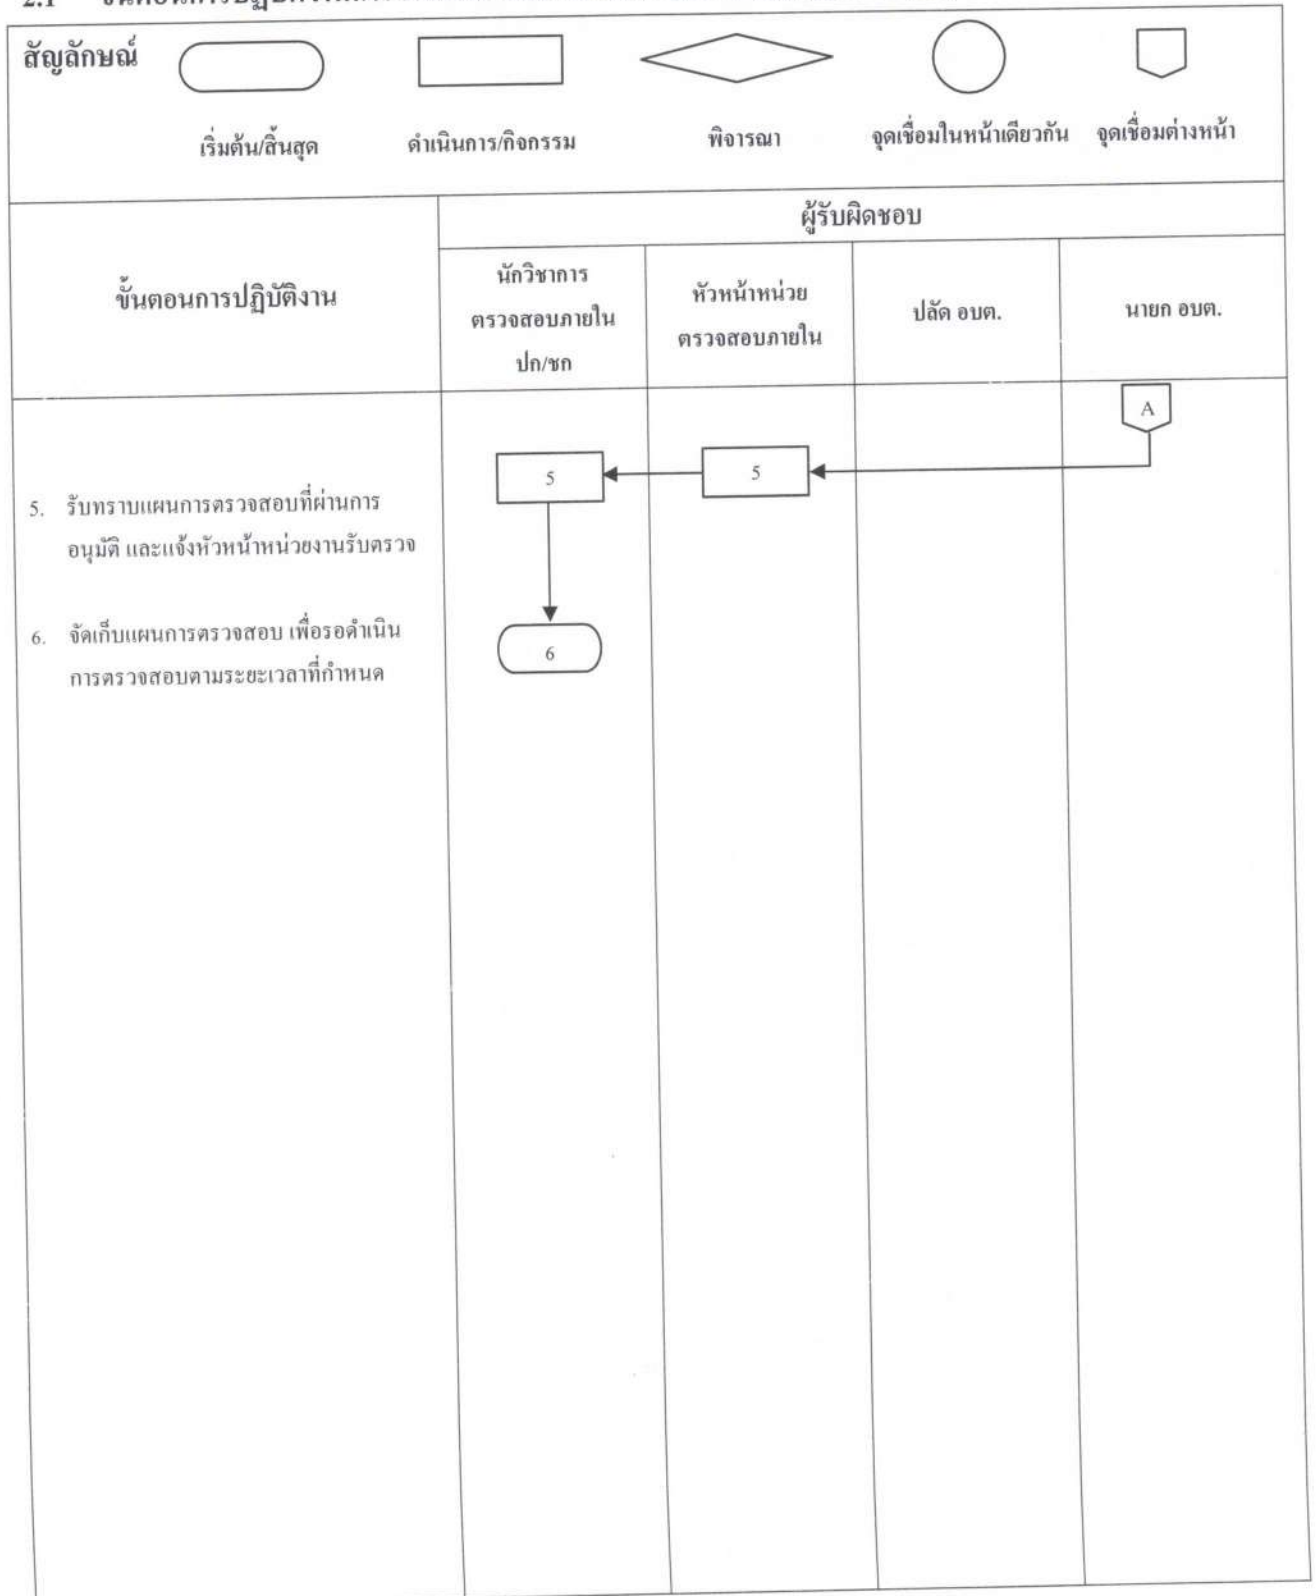 2.1
สัญลักษณ์
เริ่มต้น/สิ้นสุด
ดำเนินการ/กิจกรรม
พิจารณา
จุดเชื่อมในหน้าเดียวกัน
จุดเชื่อมต่างหน้า
ขั้นตอนการปฏิบัติงาน
ผู้รับผิดชอบ
นักวิชาการ
ตรวจสอบภายใน
ปก/ชก
หัวหน้าหน่วย
ตรวจสอบภายใน
ปลัด อบต.
นายก อบต.
A
5
5
5. รับทราบแผนการตรวจสอบที่ผ่านการ
อนุมัติ และแจ้งหัวหน้าหน่วยงานรับตรวจ
6. จัดเก็บแผนการตรวจสอบ เพื่อรอดำเนิน
การตรวจสอบตามระยะเวลาที่กำหนด
6